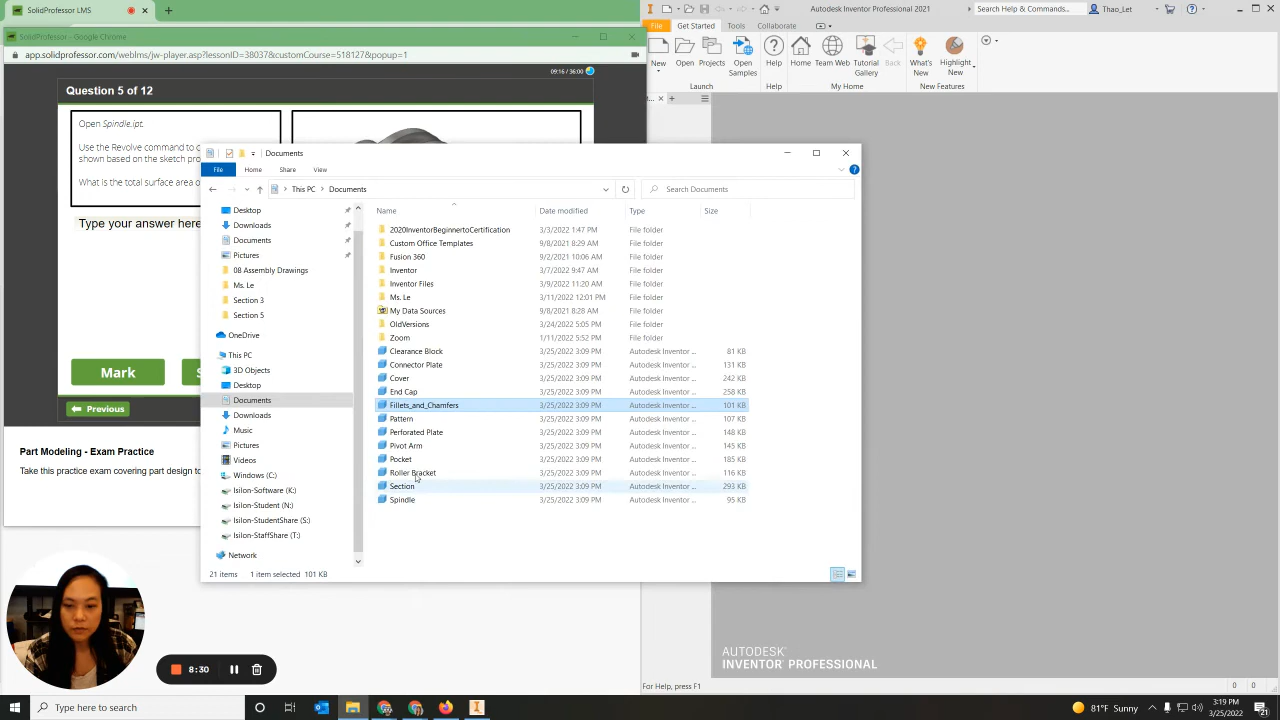 SolidProfessor LMS
SolidProfessor - Google Chrome
app.solidprofessor.com/weblms/jw-player.asp?lessonID=38037&customCourse=518127&popup=1
09:16 / 36:00
Question 5 of 12
Open Spindle.ipt.
Use the Revolve command to c
shown based on the sketch pro
What is the total surface area o
Type your answer here
Mark
S
Previous
Part Modeling - Exam Practice
Take this practice exam covering part design to
Autodesk Inventor Professional 2021
Search Help & Commands...
Thao_Let
File
Get Started
Tools
Collaborate
New
Open
Projects
Open Samples
Help
Home
Team Web
Tutorial Gallery
Back
What's New
Highlight New
Launch
Help
My Home
New Features
Documents
File
Home
Share
View
This PC
Documents
Search Documents
Name
Date modified
Type
Size
Desktop
Downloads
Documents
Pictures
08 Assembly Drawings
Ms. Le
Section 3
Section 5
OneDrive
This PC
3D Objects
Desktop
Documents
Downloads
Music
Pictures
Videos
Windows (C:)
Isilon-Software (K:)
Isilon-Student (N:)
Isilon-StudentShare (S:)
Isilon-StaffShare (T:)
Network
2020InventorBeginnertoCertification 3/3/2022 1:47 PM File folder
Custom Office Templates 9/8/2021 8:29 AM File folder
Fusion 360 9/2/2021 10:06 AM File folder
Inventor 3/7/2022 9:47 AM File folder
Inventor Files 3/9/2022 11:20 AM File folder
Ms. Le 3/11/2022 12:01 PM File folder
My Data Sources 9/8/2021 8:28 AM File folder
OldVersions 3/24/2022 5:05 PM File folder
Zoom 1/11/2022 5:52 PM File folder
Clearance Block 3/25/2022 3:09 PM Autodesk Inventor ... 81 KB
Connector Plate 3/25/2022 3:09 PM Autodesk Inventor ... 131 KB
Cover 3/25/2022 3:09 PM Autodesk Inventor ... 242 KB
End Cap 3/25/2022 3:09 PM Autodesk Inventor ... 258 KB
Fillets_and_Chamfers 3/25/2022 3:09 PM Autodesk Inventor ... 101 KB
Pattern 3/25/2022 3:09 PM Autodesk Inventor ... 107 KB
Perforated Plate 3/25/2022 3:09 PM Autodesk Inventor ... 148 KB
Pivot Arm 3/25/2022 3:09 PM Autodesk Inventor ... 145 KB
Pocket 3/25/2022 3:09 PM Autodesk Inventor ... 185 KB
Roller Bracket 3/25/2022 3:09 PM Autodesk Inventor ... 116 KB
Section 3/25/2022 3:09 PM Autodesk Inventor ... 293 KB
Spindle 3/25/2022 3:09 PM Autodesk Inventor ... 95 KB
21 items
1 item selected 101 KB
8:30
AUTODESK
INVENTOR PROFESSIONAL
For Help, press F1
0 0
Type here to search
81°F Sunny
3:19 PM
3/25/2022
21